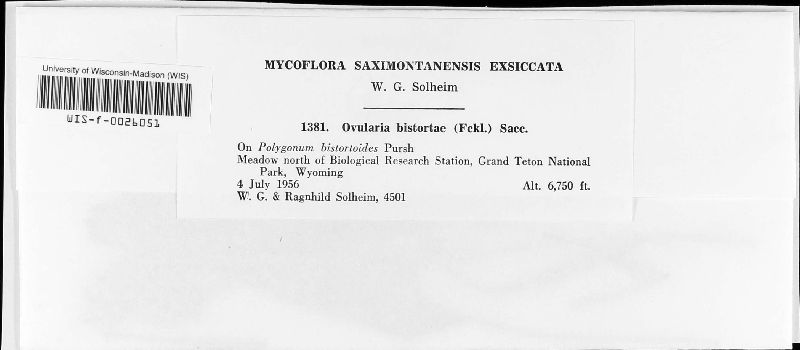 University of Wisconsin-Madison (WIS)
WIS-f-0026051
MYCOFLORA SAXIMONTANENSIS EXSICCATA
W. G. Solheim
1381. Ovularia bistortae (Fckl.) Sacc.
On Polygonum bistortoides Pursh
Meadow north of Biological Research Station, Grand Teton National
Park, Wyoming
4 July 1956 Alt. 6,750 ft.
W. G. & Ragnhild Solheim, 4501